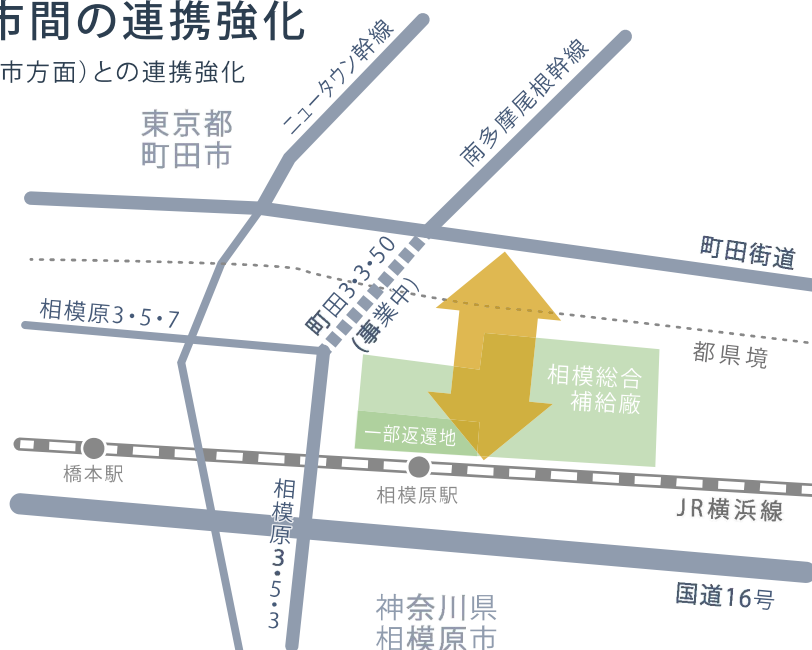 市間の連携強化
市方面）との連携強化
ニュータウン幹線
南多摩尾根幹線
東京都
町田市
町田街道
町田3・3・50
（事業中）
相模原3・5・7
都県境
相模総合
補給廠
一部返還地
橋本駅
相模原駅
JR横浜線
相模原3・5・3
国道16号
神奈川県
相模原市